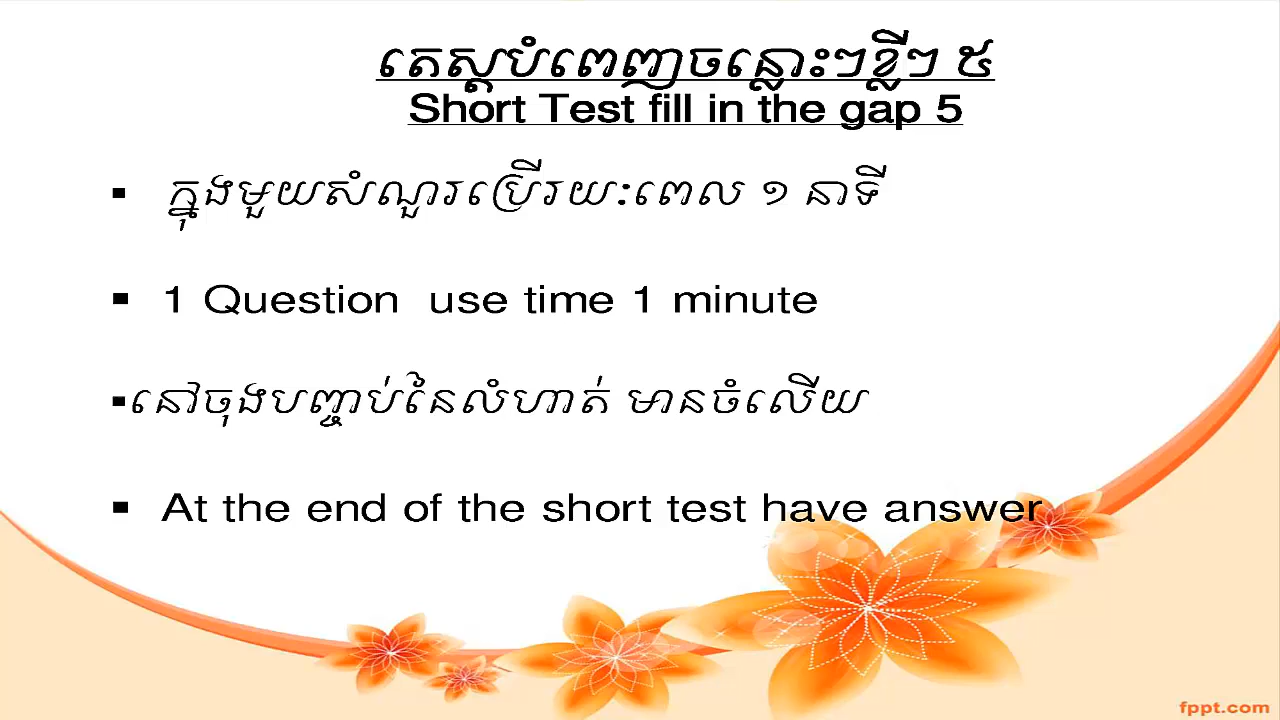 តេស្តបំពេញចន្លោះៗខ្លីៗ ៥
Short Test fill in the gap 5
▪ ក្នុងមួយសំណួរប្រើរយៈពេល ១ នាទី
▪ 1 Question use time 1 minute
▪នៅចុងបញ្ចប់នៃលំហាត់ មានចំលើយ
▪ At the end of the short test have answer
fppt.com